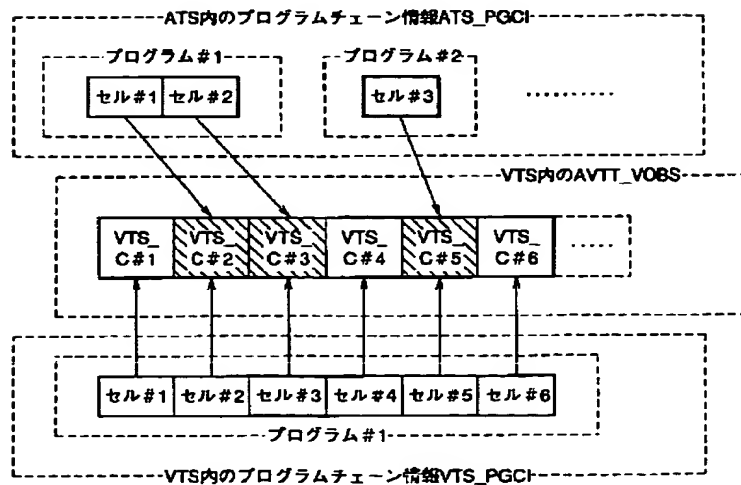 ATS内のプログラムチェーン情報ATS_PGCI
プログラム#1
プログラム#2
セル#1 セル#2
セル#3
.........
VTS内のAVTT_VOBS
VTS_C#1 VTS_C#2 VTS_C#3 VTS_C#4 VTS_C#5 VTS_C#6 .....
セル#1 セル#2 セル#3 セル#4 セル#5 セル#6
プログラム#1
VTS内のプログラムチェーン情報VTS_PGCI